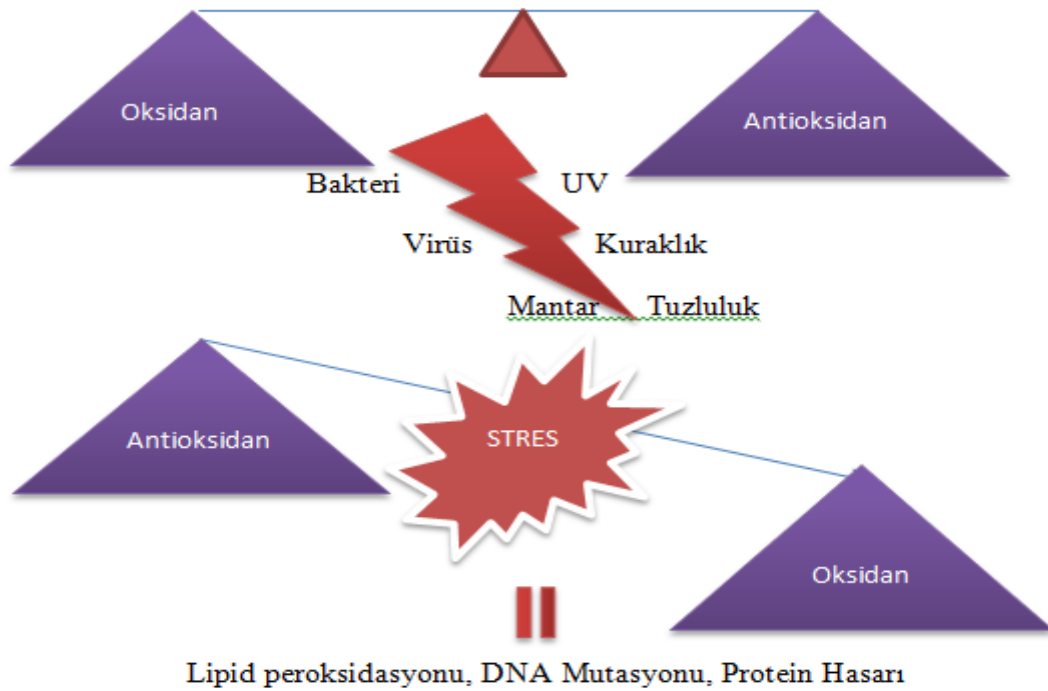 Oksidan
Antioksidan
Bakteri
UV
Virüs
Kuraklık
Mantar
Tuzluluk
Antioksidan
STRES
Oksidan
Lipid peroksidasyonu, DNA Mutasyonu, Protein Hasarı